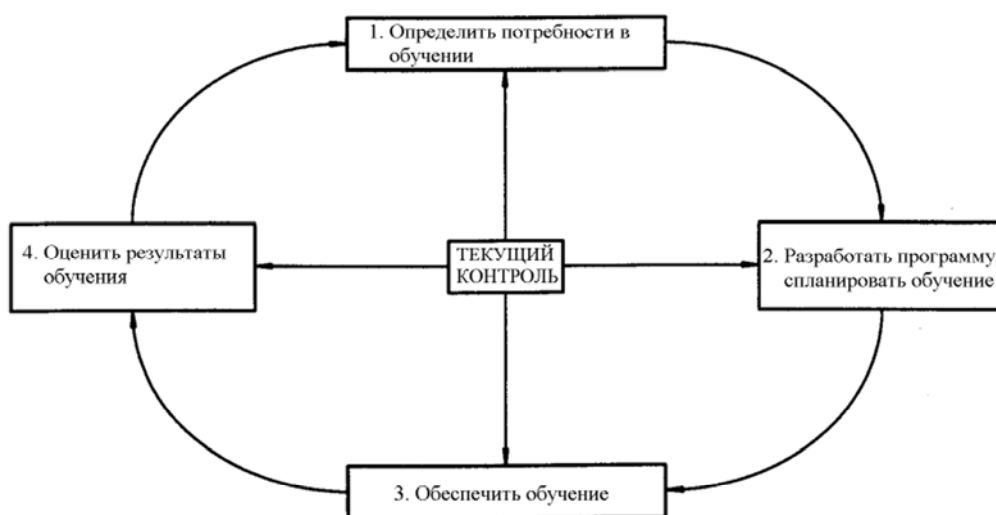 1. Определить потребности в
обучении
4. Оценить результаты
обучения
ТЕКУЩИЙ
КОНТРОЛЬ
2. Разработать программу
спланировать обучение
3. Обеспечить обучение